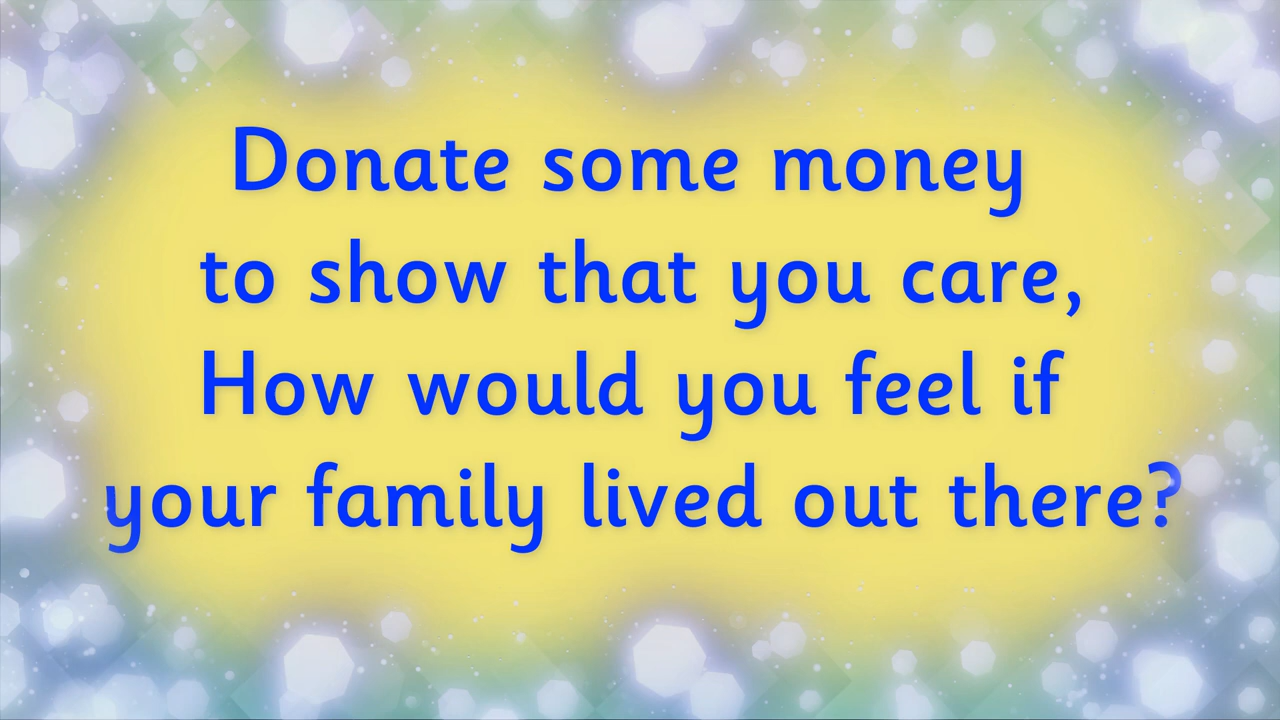 Donate some money
to show that you care,
How would you feel if
your family lived out there?